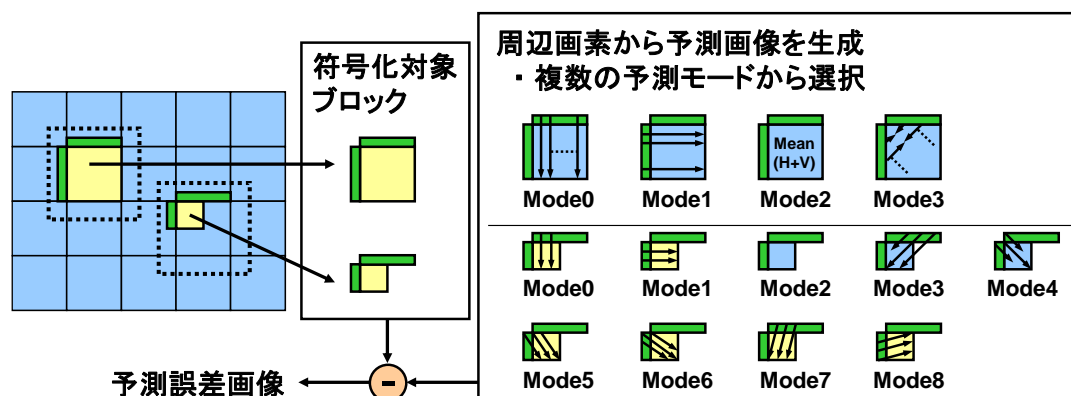 符号化対象
ブロック
周辺画素から予測画像を生成
・複数の予測モードから選択
Mean
(H+V)
Mode0 Mode1 Mode2 Mode3
Mode0 Mode1 Mode2 Mode3 Mode4
Mode5 Mode6 Mode7 Mode8
予測誤差画像
-